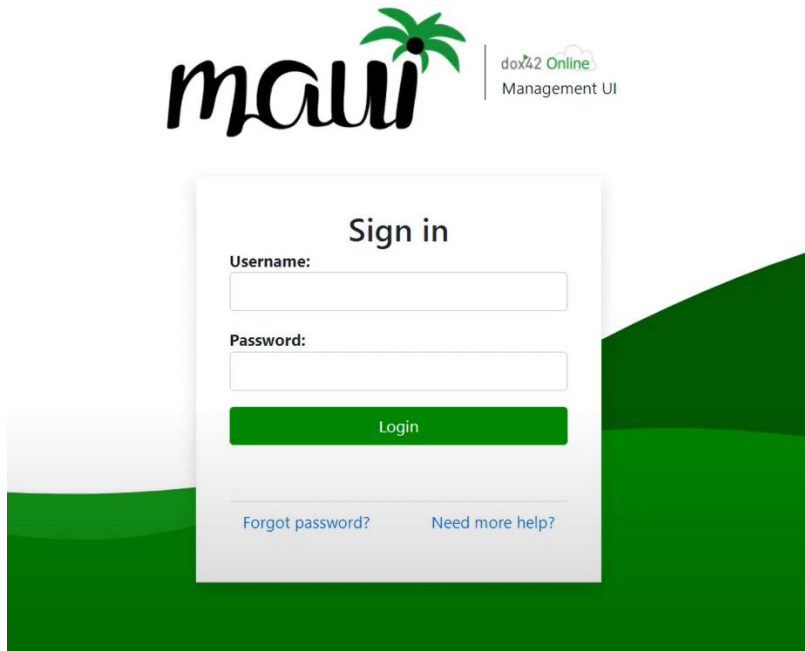 maui
dox42 Online
Management UI
Sign in
Username:
Password:
Login
Forgot password? Need more help?